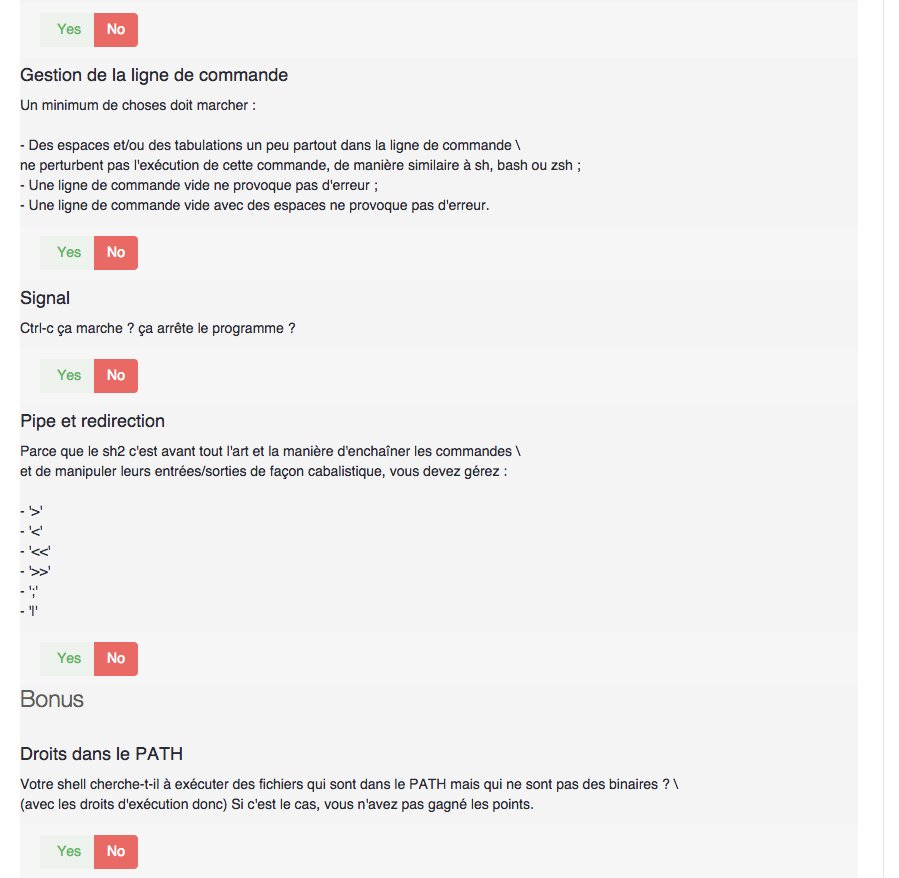 Yes No
Gestion de la ligne de commande
Un minimum de choses doit marcher :
- Des espaces et/ou des tabulations un peu partout dans la ligne de commande \
ne perturbent pas l'exécution de cette commande, de manière similaire à sh, bash ou zsh ;
- Une ligne de commande vide ne provoque pas d'erreur ;
- Une ligne de commande vide avec des espaces ne provoque pas d'erreur.
Yes No
Signal
Ctrl-c ça marche ? ça arrête le programme ?
Yes No
Pipe et redirection
Parce que le sh2 c'est avant tout l'art et la manière d'enchaîner les commandes \
et de manipuler leurs entrées/sorties de façon cabalistique, vous devez gérez :
- '>'
- '<'
- '<<'
- '>>'
- ';'
- '|'
Yes No
Bonus
Droits dans le PATH
Votre shell cherche-t-il à exécuter des fichiers qui sont dans le PATH mais qui ne sont pas des binaires ? \
(avec les droits d'exécution donc) Si c'est le cas, vous n'avez pas gagné les points.
Yes No